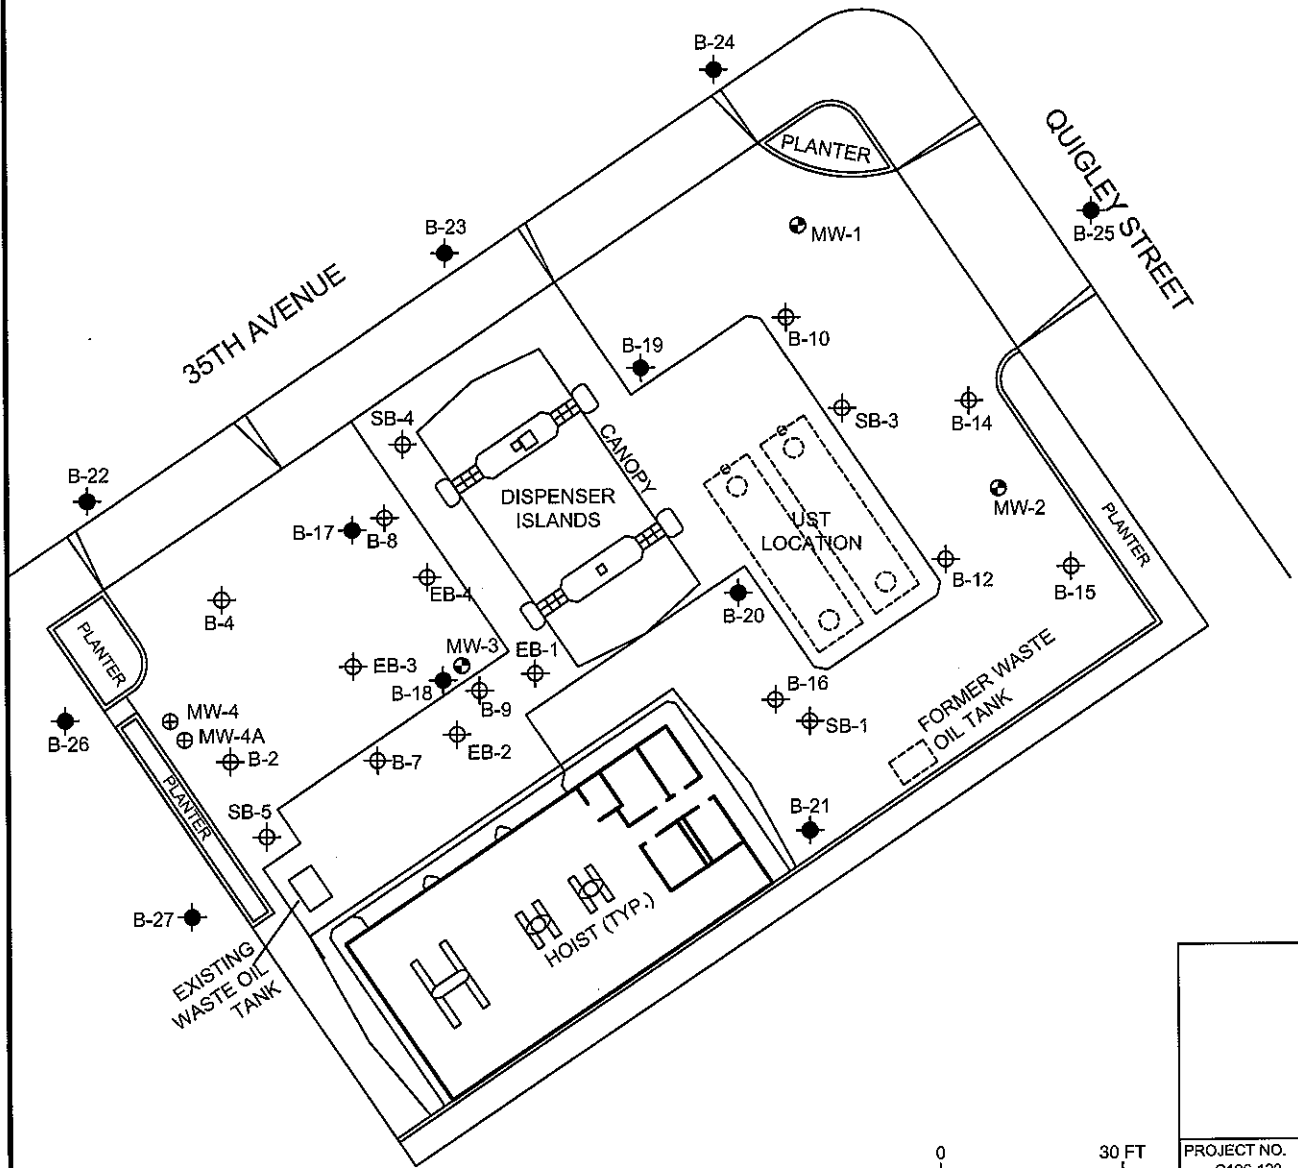 B-24
PLANTER
QUIGLEY STREET
B-25
B-23
MW-1
35TH AVENUE
B-10
B-19
SB-4
CANOPY
SB-3
B-14
B-22
DISPENSER
ISLANDS
MW-2
B-17
B-8
UST
LOCATION
PLANTER
EB-4
B-12
B-15
B-4
B-20
PLANTER
MW-3
EB-1
EB-3
B-18
B-9
B-16
FORMER WASTE
OIL TANK
MW-4
SB-1
B-26
MW-4A
EB-2
B-2
B-7
PLANTER
SB-5
B-21
B-27
HOIST (TYP.)
EXISTING
WASTE OIL
TANK
0
30 FT
PROJECT NO.